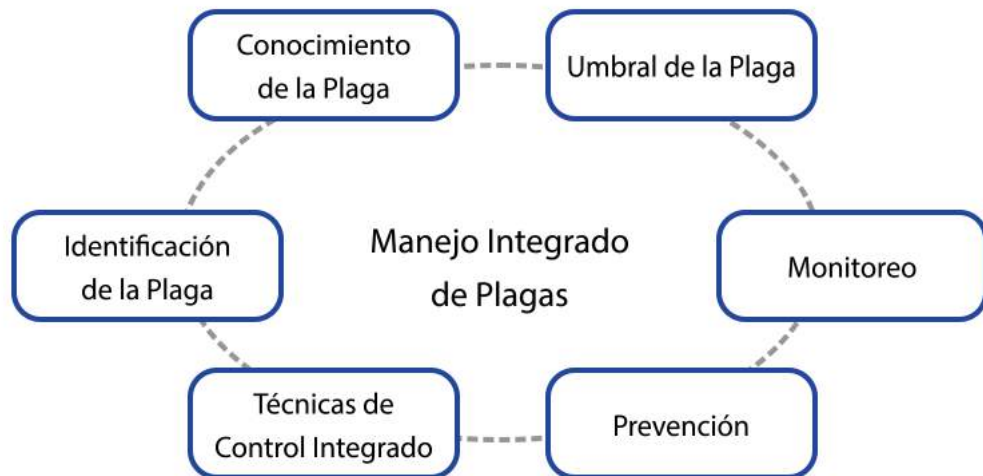 Conocimiento
de la Plaga
Umbral de la Plaga
Identificación
de la Plaga
Manejo Integrado
de Plagas
Monitoreo
Técnicas de
Control Integrado
Prevención